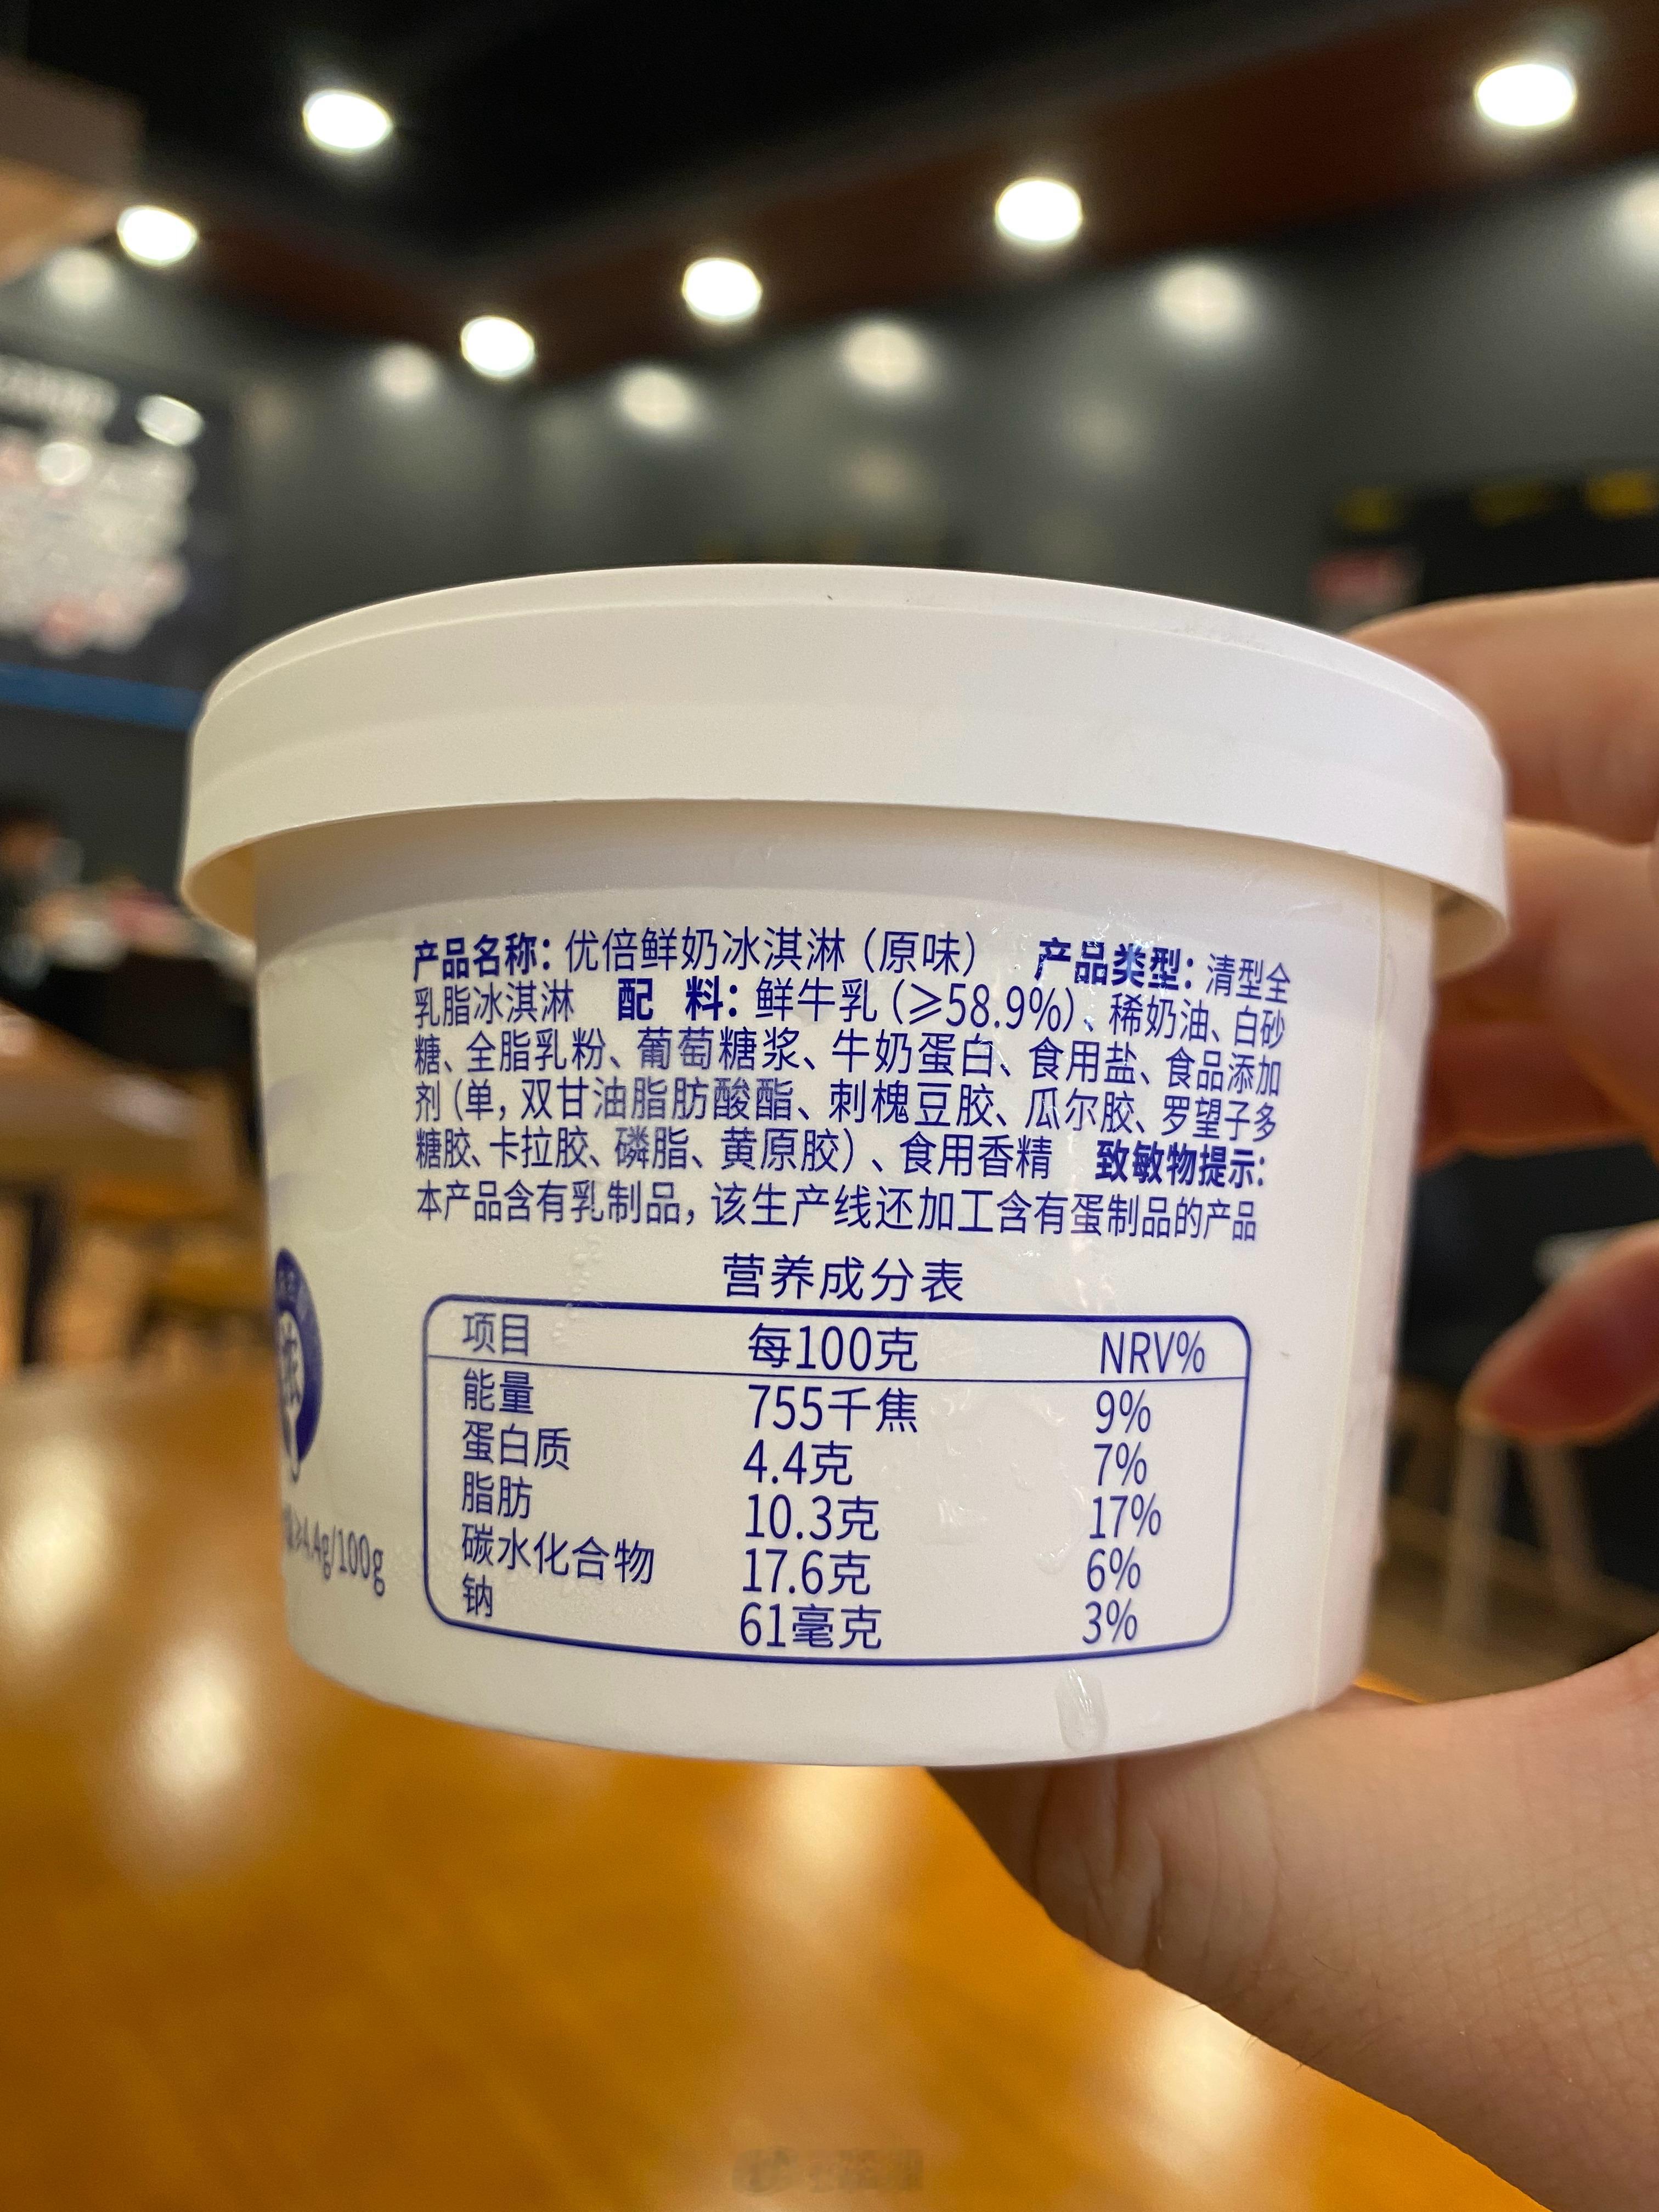 产品名称：优倍鲜奶冰淇淋（原味） 产品类型：清型全
乳脂冰淇淋 配 料：鲜牛乳（≥58.9%）、稀奶油、白砂
糖、全脂乳粉、葡萄糖浆、牛奶蛋白、食用盐、食品添加
剂（单，双甘油脂肪酸酯、刺槐豆胶、瓜尔胶、罗望子多
糖胶、卡拉胶、磷脂、黄原胶）、食用香精 致敏物提示：
本产品含有乳制品，该生产线还加工含有蛋制品的产品
营养成分表
项目 每100克 NRV%
能量 755千焦 9%
蛋白质 4.4克 7%
脂肪 10.3克 17%
碳水化合物 17.6克 6%
钠 61毫克 3%
≥4.4g/100g